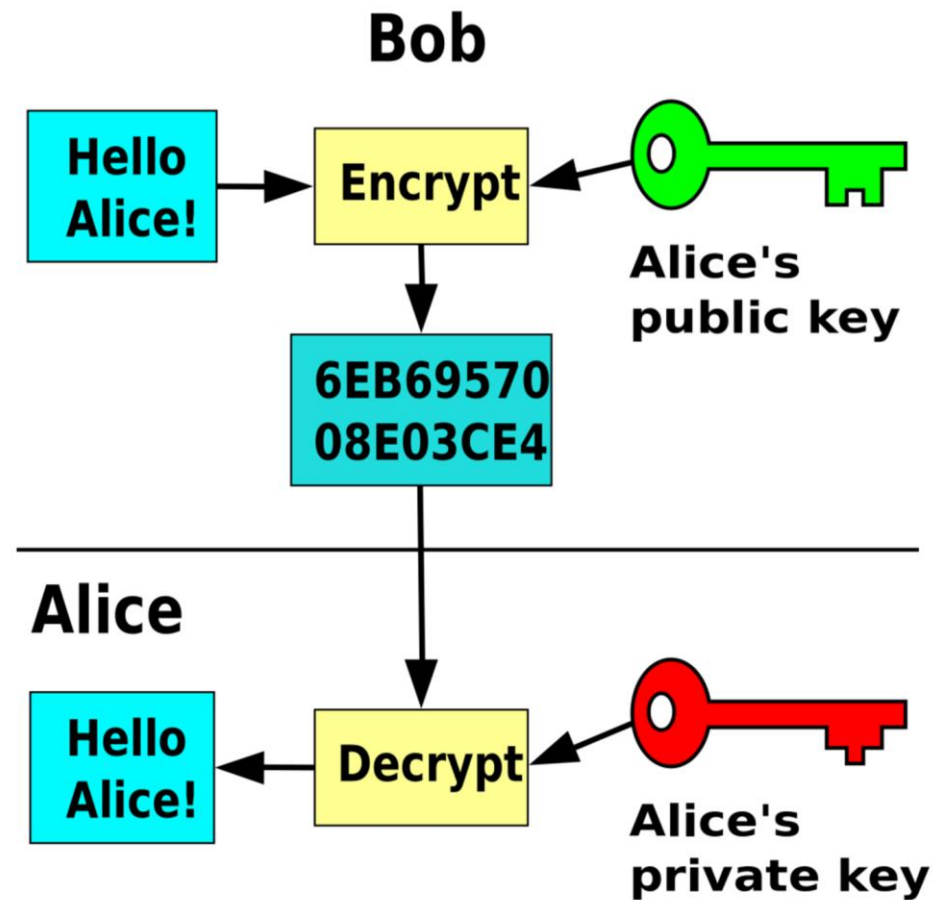 Bob
Hello
Alice!
Encrypt
Alice's
public key
6EB69570
08E03CE4
Alice
Hello
Alice!
Decrypt
Alice's
private key